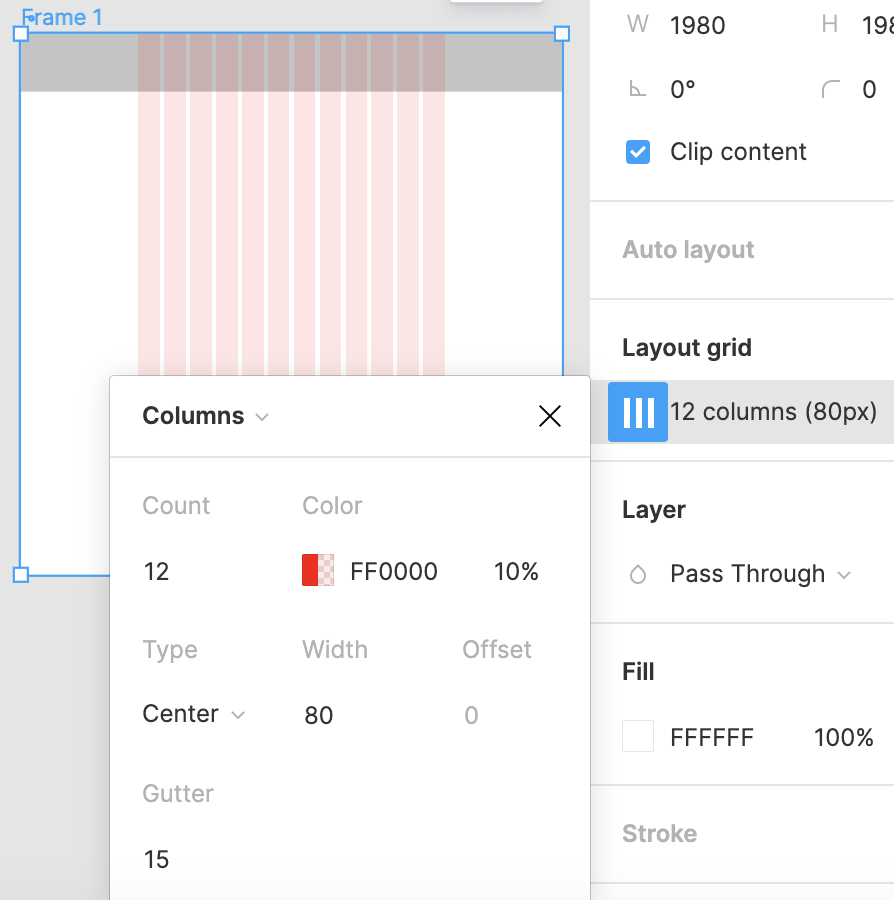 Frame 1
W 1980 H 198
0° 0
Clip content
Auto layout
Layout grid
12 columns (80px)
Columns
Count Color
12 FF0000 10%
Type Width Offset
Center 80 0
Gutter
15
Layer
Pass Through
Fill
FFFFFF 100%
Stroke